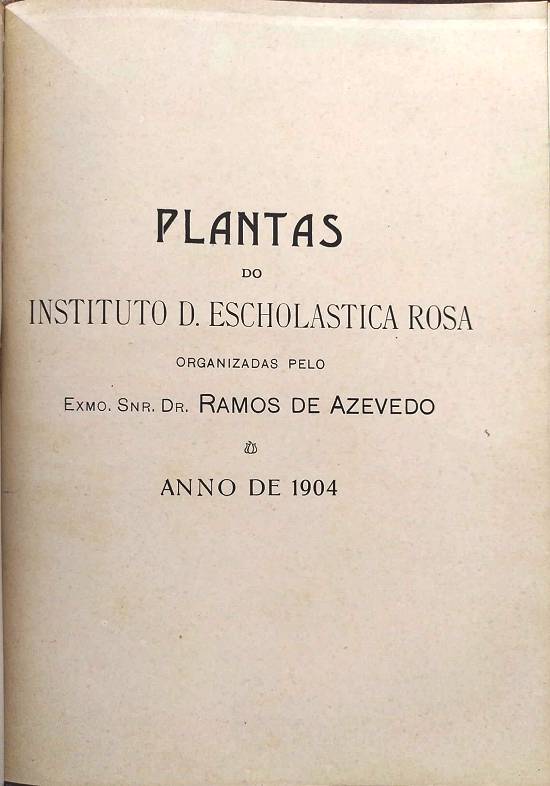 PLANTAS
DO
INSTITUTO D. ESCHOLASTICA ROSA
ORGANIZADAS PELO
EXMO. SNR. DR. RAMOS DE AZEVEDO
ANNO DE 1904